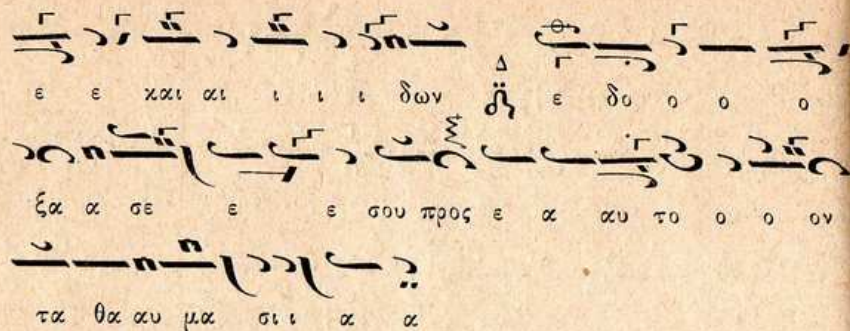 ε ε και αι ι ι ι δων Δ ε δο ο ο ο
ξα α σε ε ε σου προς ε α αυ το ο ο ον
τα θα αυ μα σι ι α α